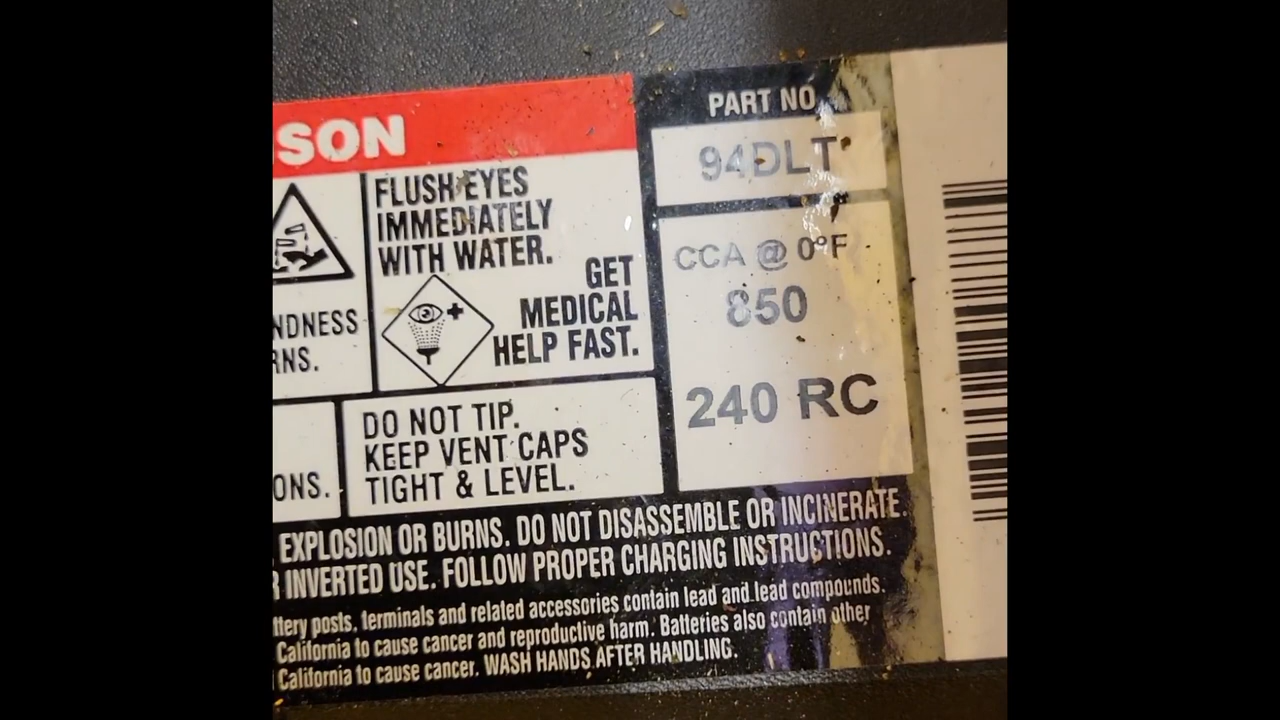 SON
FLUSH EYES
IMMEDIATELY
WITH WATER.
GET
MEDICAL
HELP FAST.
NDNESS
RNS.
ONS.
DO NOT TIP.
KEEP VENT CAPS
TIGHT & LEVEL.
PART NO
94DLT
CCA @ 0°F
850
240 RC
EXPLOSION OR BURNS. DO NOT DISASSEMBLE OR INCINERATE.
R INVERTED USE. FOLLOW PROPER CHARGING INSTRUCTIONS.
ttery posts, terminals and related accessories contain lead and lead compounds.
California to cause cancer and reproductive harm. Batteries also contain other
California to cause cancer. WASH HANDS AFTER HANDLING.